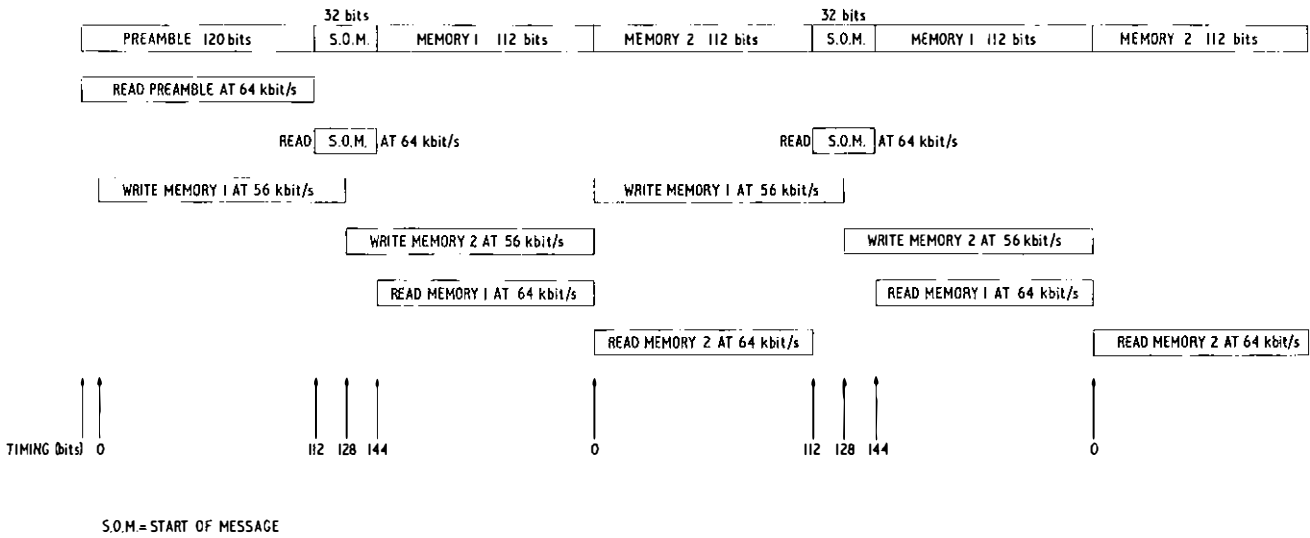 32 bits 32 bits
PREAMBLE 120 bits S.O.M. MEMORY 1 112 bits MEMORY 2 112 bits S.O.M. MEMORY 1 112 bits MEMORY 2 112 bits
READ PREAMBLE AT 64 kbit/s
READ S.O.M. AT 64 kbit/s READ S.O.M. AT 64 kbit/s
WRITE MEMORY 1 AT 56 kbit/s WRITE MEMORY 1 AT 56 kbit/s
WRITE MEMORY 2 AT 56 kbit/s WRITE MEMORY 2 AT 56 kbit/s
READ MEMORY 1 AT 64 kbit/s READ MEMORY 1 AT 64 kbit/s
READ MEMORY 2 AT 64 kbit/s READ MEMORY 2 AT 64 kbit/s
TIMING (bits) 0 112 128 144 0 112 128 144 0
S.O.M.= START OF MESSAGE